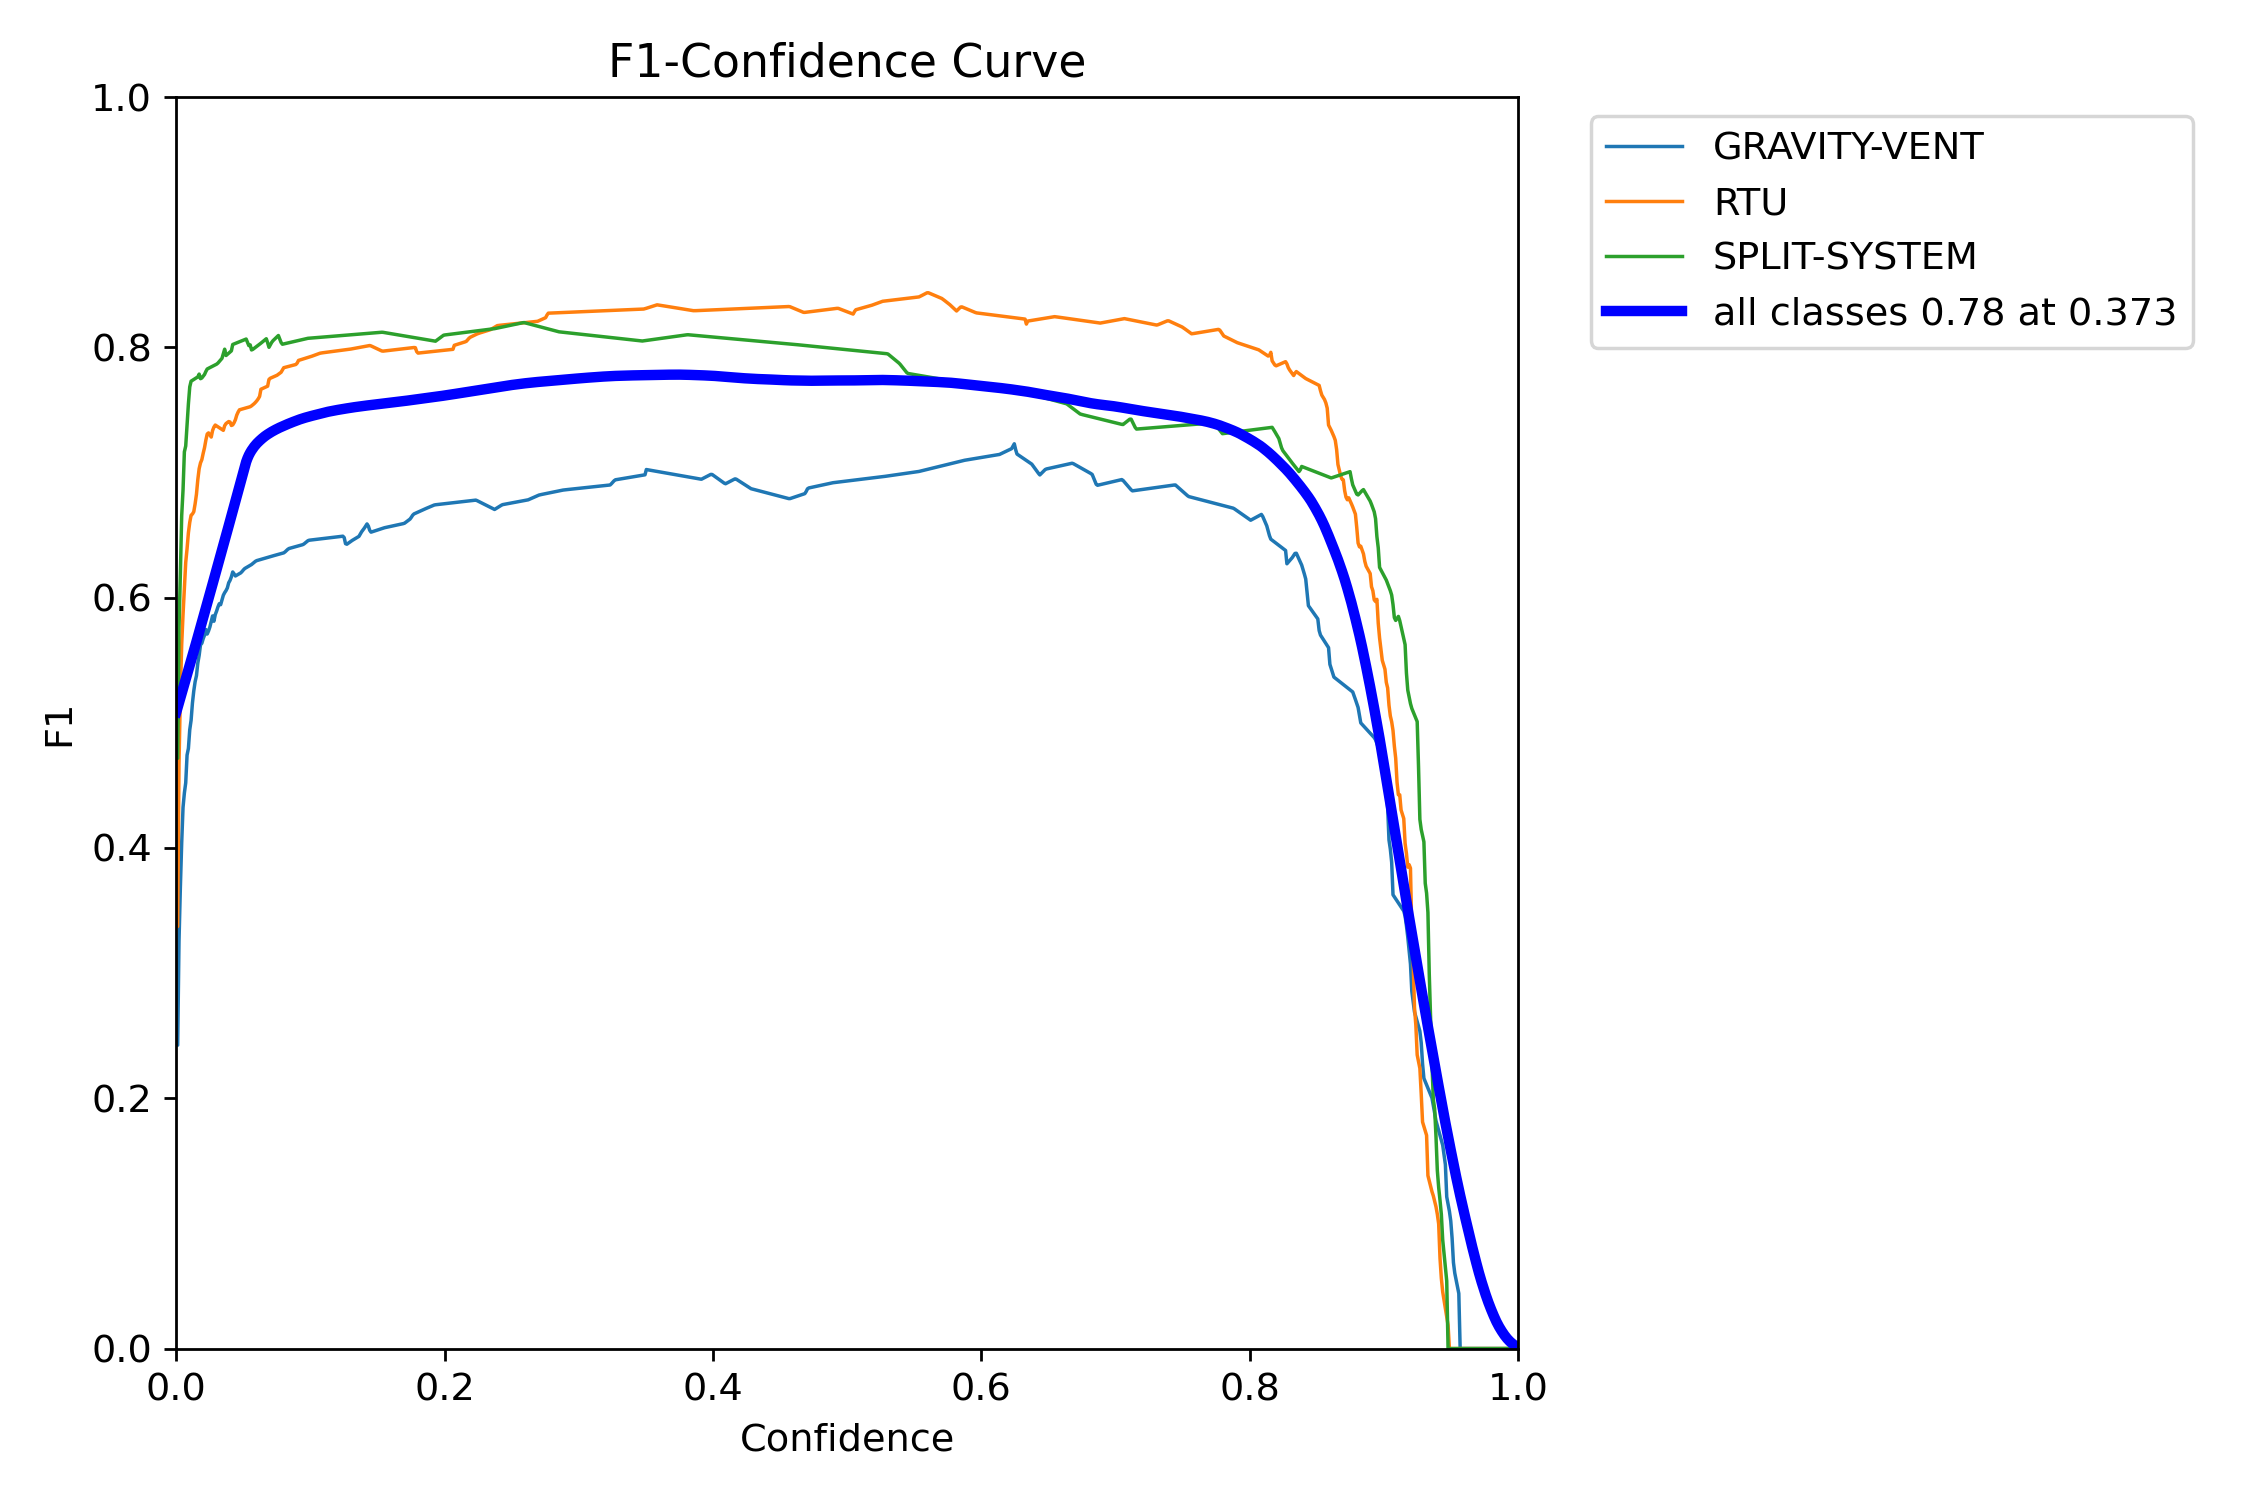 F1-Confidence Curve
1.0
0.8
0.6
0.4
0.2
0.0
F1
0.0 0.2 0.4 0.6 0.8 1.0
Confidence
GRAVITY-VENT
RTU
SPLIT-SYSTEM
all classes 0.78 at 0.373